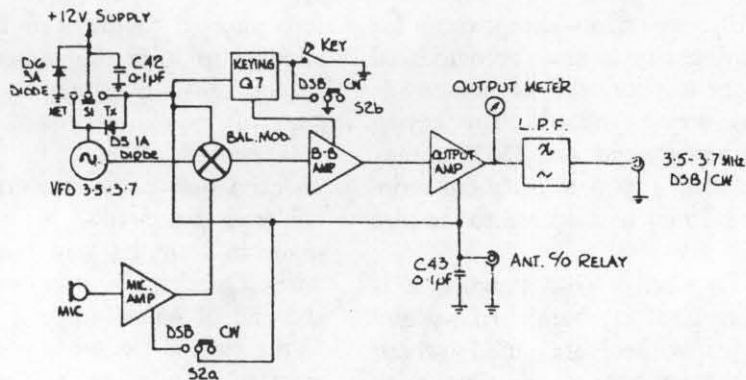 +12V SUPPLY
D6
3A
DIODE
C42
0·1µF
NET
S1
TX
D5 1A
DIODE
VFO 3·5-3·7
KEYING
Q7
KEY
DSB
CW
S2b
BAL. MOD.
B-B
AMP
OUTPUT METER
OUTPUT
AMP
L.P.F.
3·5-3·7 MHz
DSB/CW
C43
0·1µF
ANT. C/O RELAY
MIC
MIC.
AMP
DSB
CW
S2a